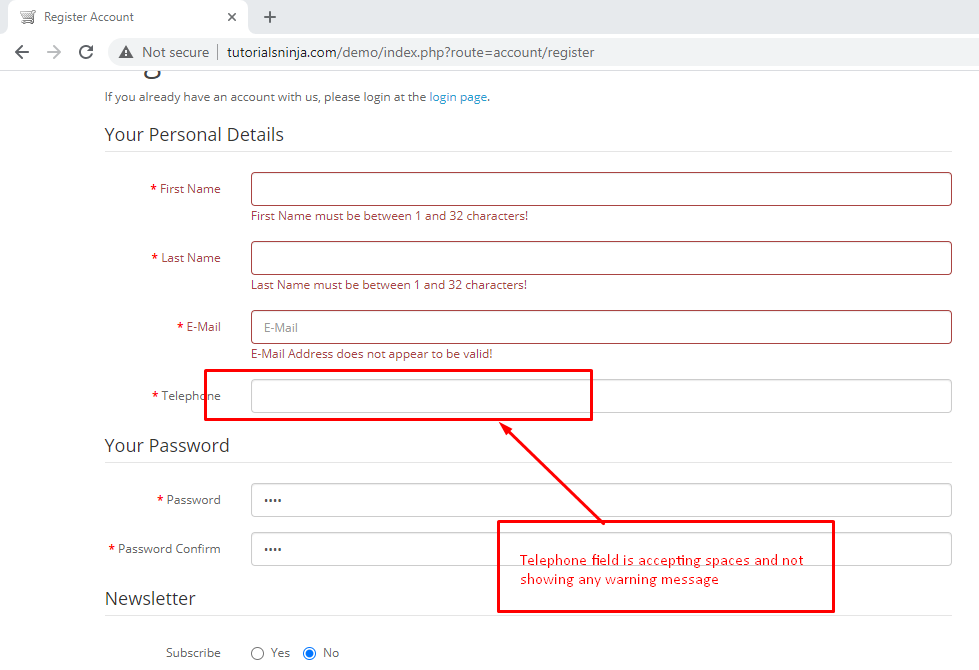 Register Account
Not secure tutorialsninja.com/demo/index.php?route=account/register
If you already have an account with us, please login at the login page.
Your Personal Details
* First Name
First Name must be between 1 and 32 characters!
* Last Name
Last Name must be between 1 and 32 characters!
* E-Mail E-Mail
E-Mail Address does not appear to be valid!
* Telephone
Your Password
* Password ••••
* Password Confirm ••••
Telephone field is accepting spaces and not
showing any warning message
Newsletter
Subscribe Yes No